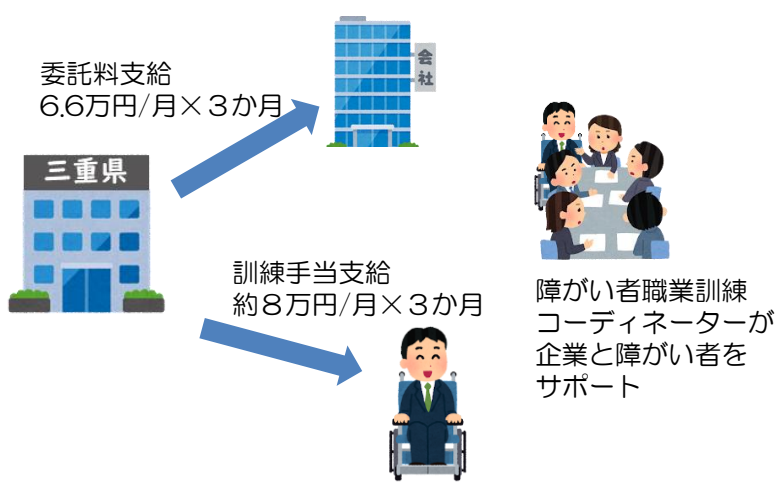 委託料支給
6.6万円/月×３か月
会社
三重県
訓練手当支給
約８万円/月×３か月
障がい者職業訓練
コーディネーターが
企業と障がい者を
サポート